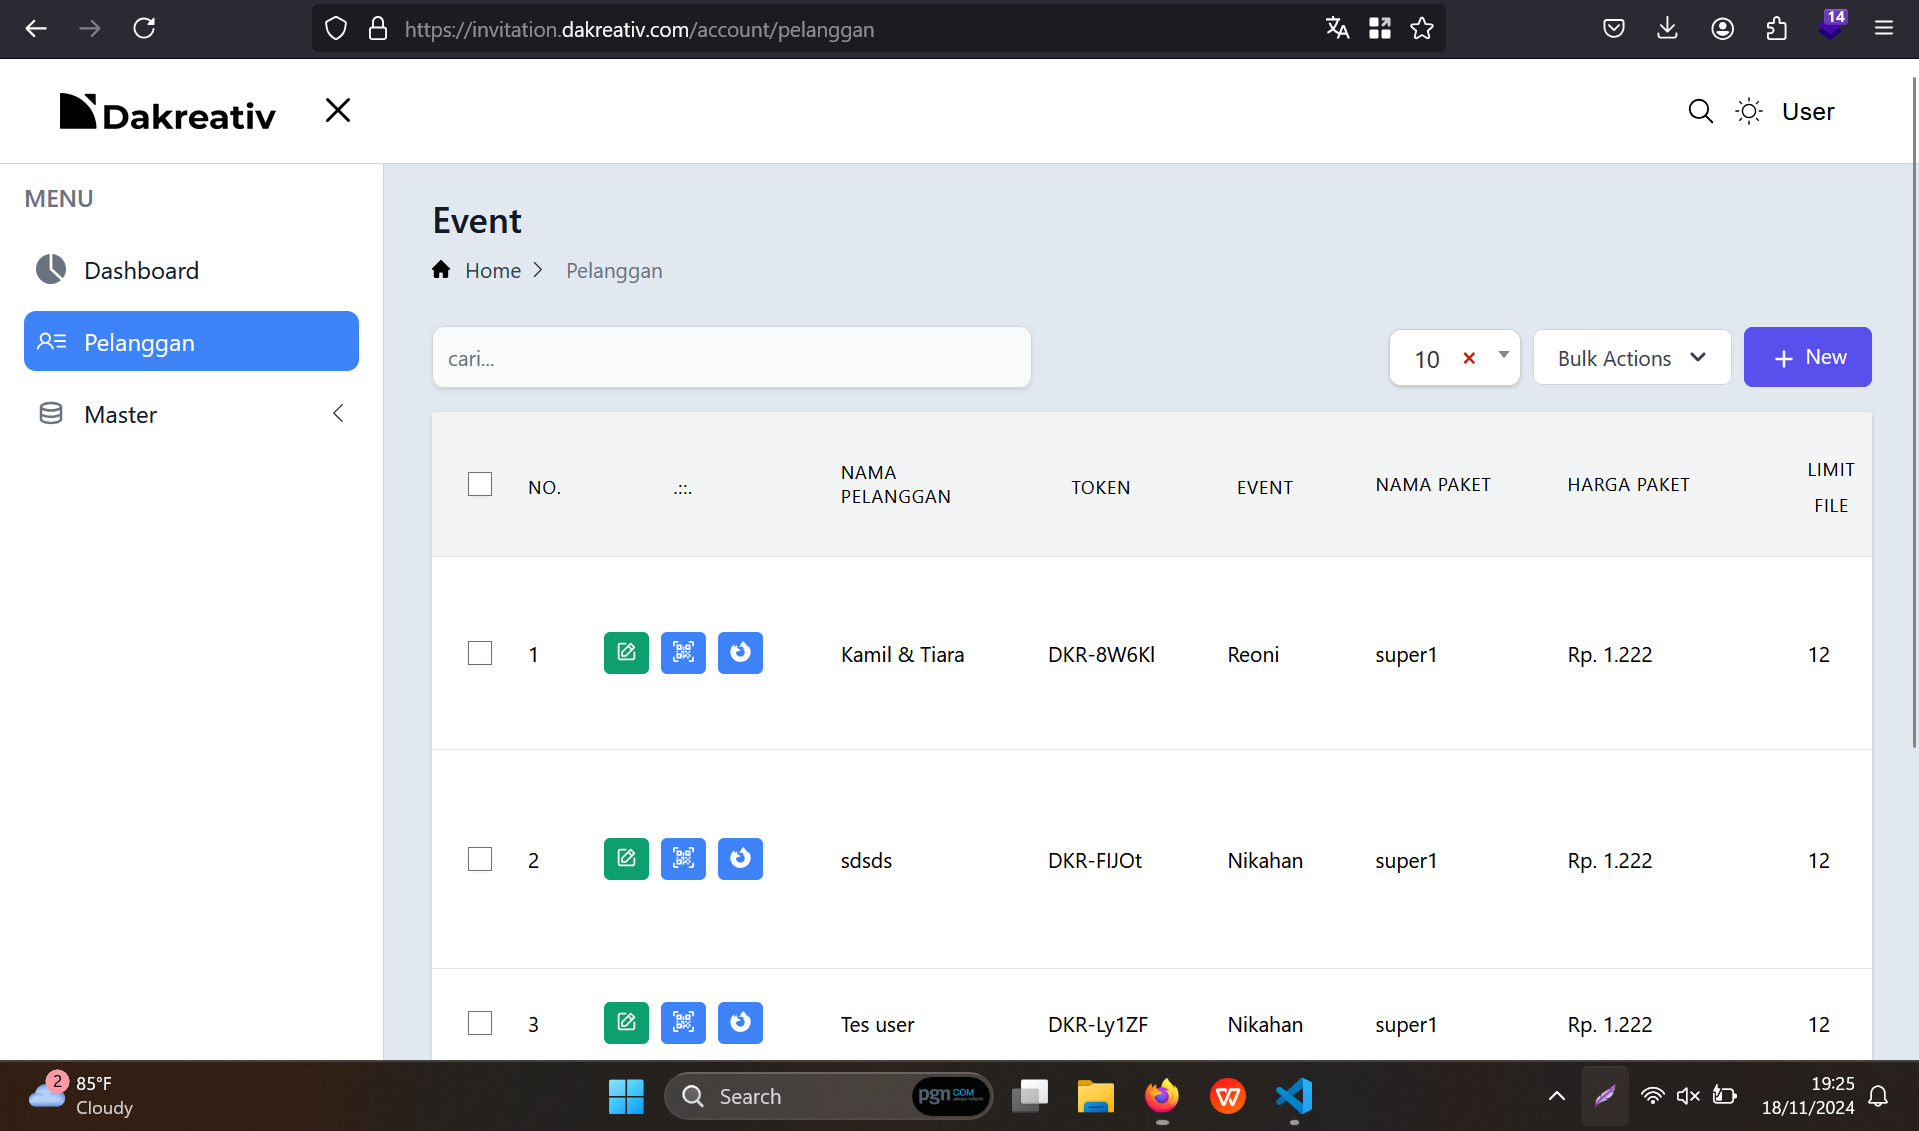 https://invitation.dakreativ.com/account/pelanggan
14
Dakreativ
User
MENU
Dashboard
Pelanggan
Master
Event
Home
Pelanggan
cari...
10
Bulk Actions
New
NO.
.::.
NAMA PELANGGAN
TOKEN
EVENT
NAMA PAKET
HARGA PAKET
LIMIT FILE
1 Kamil & Tiara DKR-8W6Kl Reoni super1 Rp. 1.222 12
2 sdsds DKR-FIJOt Nikahan super1 Rp. 1.222 12
3 Tes user DKR-Ly1ZF Nikahan super1 Rp. 1.222 12
2
85°F
Cloudy
Search
pgn COM
19:25
18/11/2024